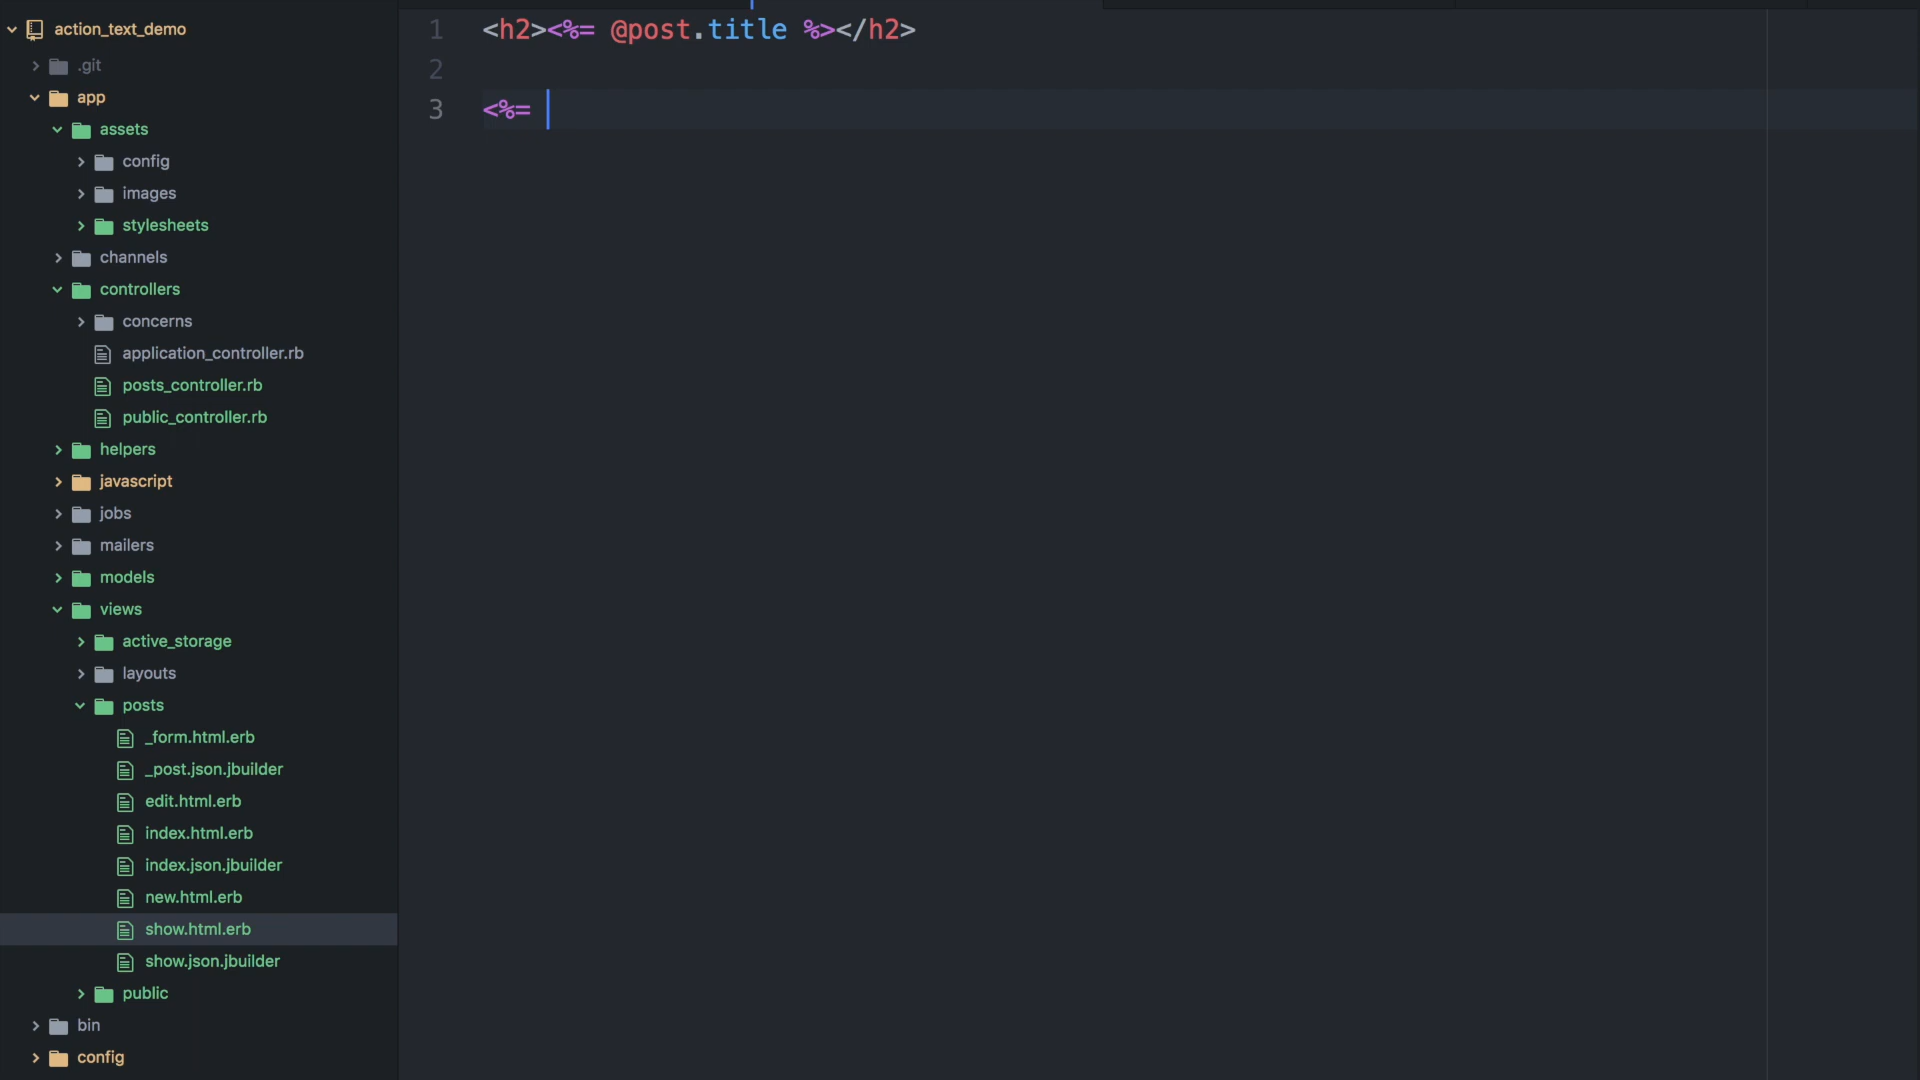 action_text_demo
.git
app
assets
config
images
stylesheets
channels
controllers
concerns
application_controller.rb
posts_controller.rb
public_controller.rb
helpers
javascript
jobs
mailers
models
views
active_storage
layouts
posts
_form.html.erb
_post.json.jbuilder
edit.html.erb
index.html.erb
index.json.jbuilder
new.html.erb
show.html.erb
show.json.jbuilder
public
bin
config
1 <h2><%= @post.title %></h2>
2
3 <%=